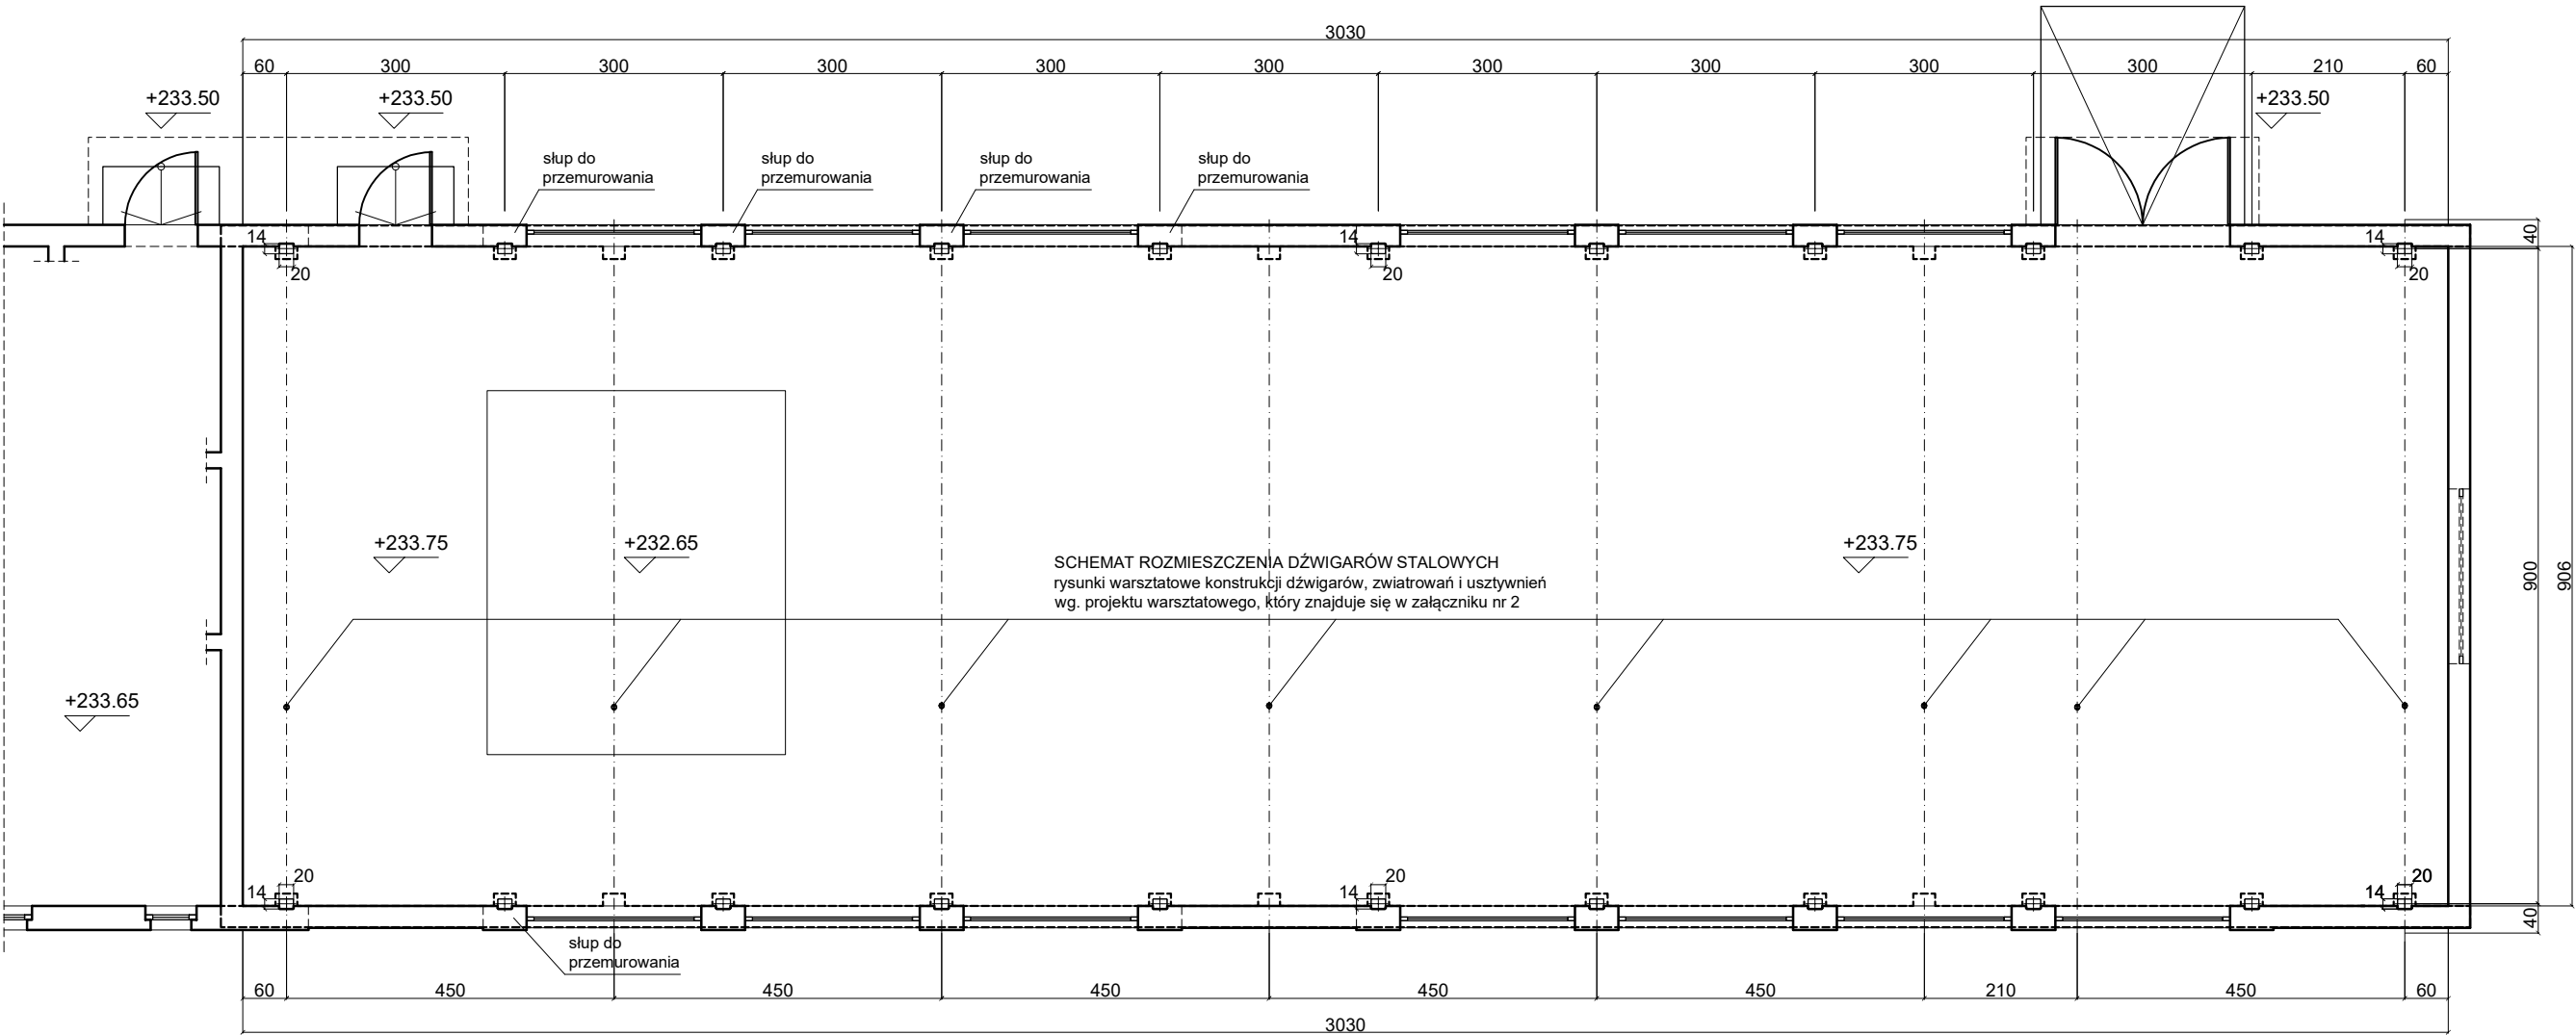 3030
60 300 300 300 300 300 300 300 300 300 210 60
+233.50 +233.50 +233.50
słup do
przemurowania
słup do
przemurowania
słup do
przemurowania
słup do
przemurowania
14 14 14 40
20 20 20
+233.75 +232.65 +233.75
SCHEMAT ROZMIESZCZENIA DŹWIGARÓW STALOWYCH
rysunki warsztatowe konstrukcji dźwigarów, zwiatrowań i usztywnień
wg. projektu warsztatowego, który znajduje się w załączniku nr 2
900 906
+233.65
20 20 20
14 14 14
40
słup do
przemurowania
60 450 450 450 450 450 210 450 60
3030